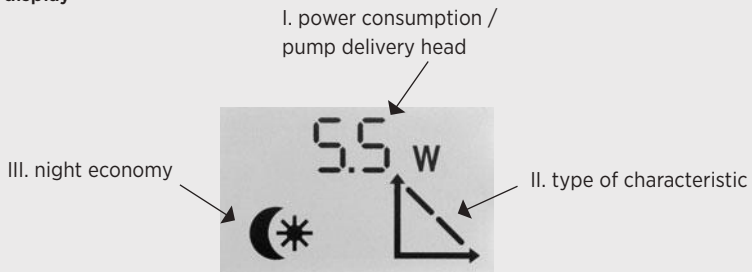 display
I. power consumption /
pump delivery head
5.5 W
III. night economy
II. type of characteristic